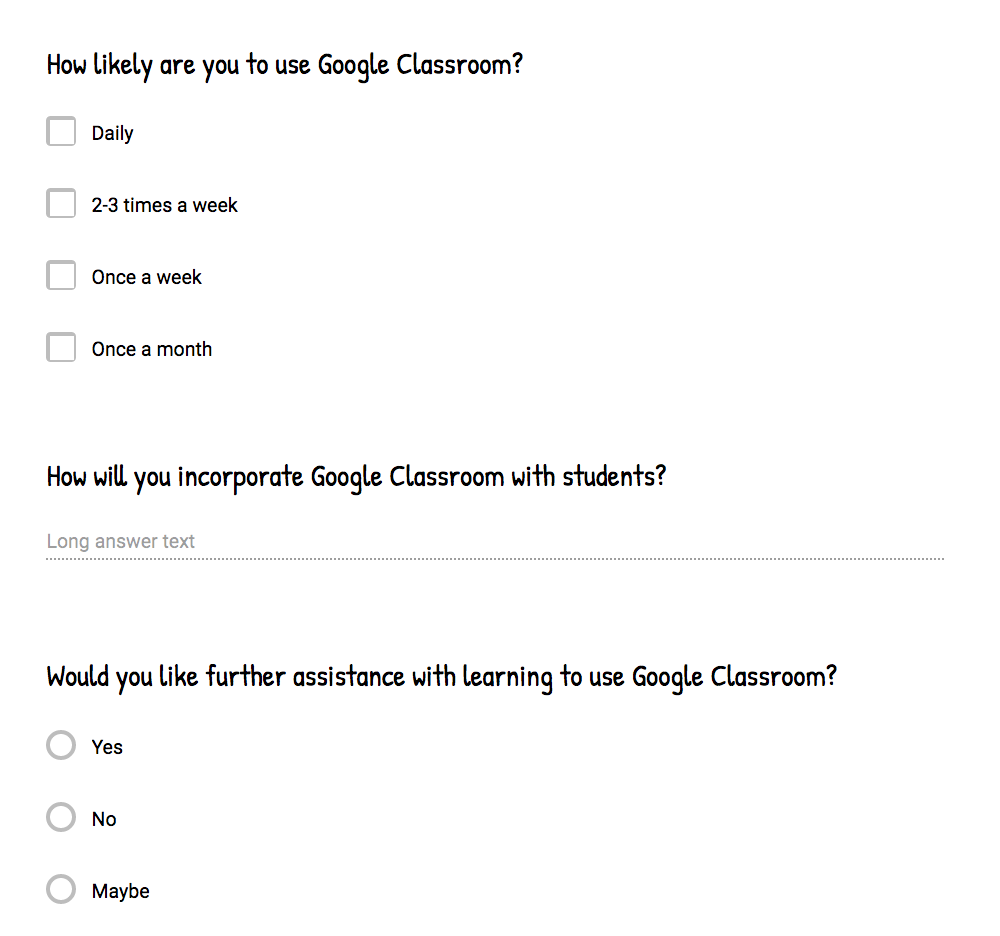 How likely are you to use Google Classroom?
Daily
2-3 times a week
Once a week
Once a month
How will you incorporate Google Classroom with students?
Long answer text
Would you like further assistance with learning to use Google Classroom?
Yes
No
Maybe